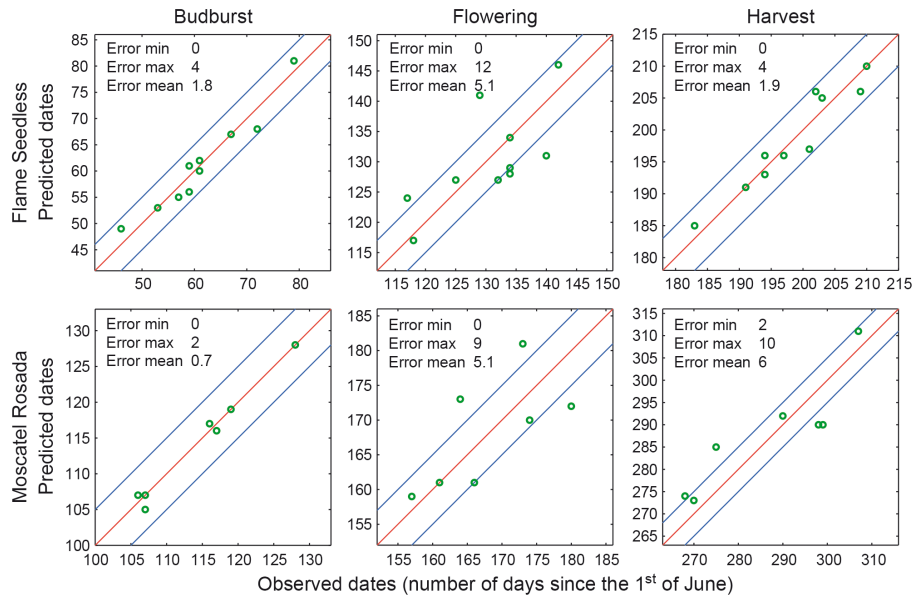 Budburst Flowering Harvest
Flame Seedless
Predicted dates
85
80
75
70
65
60
55
50
45
Error min 0
Error max 4
Error mean 1.8
50 60 70 80
150
145
140
135
130
125
120
115
Error min 0
Error max 12
Error mean 5.1
115 120 125 130 135 140 145 150
215
210
205
200
195
190
185
180
Error min 0
Error max 4
Error mean 1.9
180 185 190 195 200 205 210 215
Moscatel Rosada
Predicted dates
130
125
120
115
110
105
100
Error min 0
Error max 2
Error mean 0.7
100 105 110 115 120 125 130
185
180
175
170
165
160
155
Error min 0
Error max 9
Error mean 5.1
155 160 165 170 175 180 185
315
310
305
300
295
290
285
280
275
270
265
Error min 2
Error max 10
Error mean 6
270 280 290 300 310
Observed dates (number of days since the 1st of June)